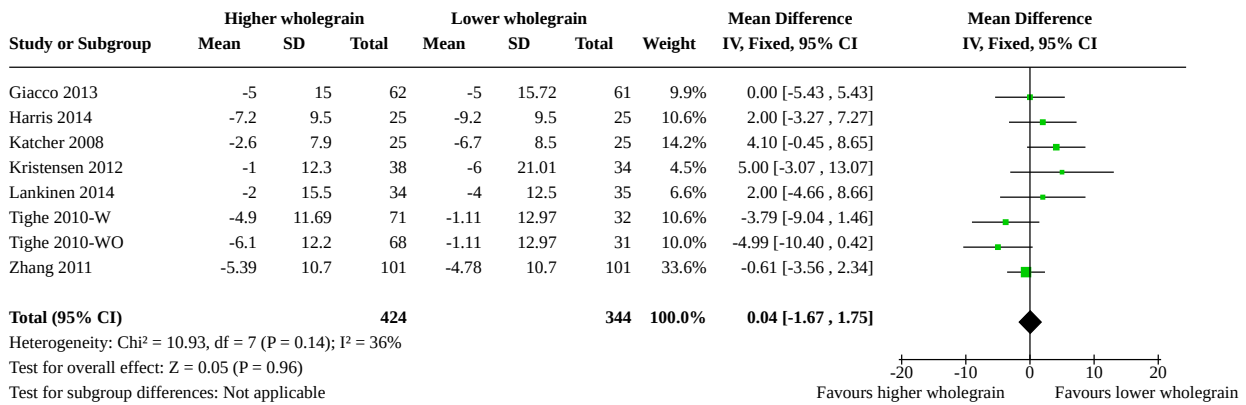 Higher wholegrain Lower wholegrain Mean Difference Mean Difference
Study or Subgroup Mean SD Total Mean SD Total Weight IV, Fixed, 95% CI IV, Fixed, 95% CI
Giacco 2013 -5 15 62 -5 15.72 61 9.9% 0.00 [-5.43 , 5.43]
Harris 2014 -7.2 9.5 25 -9.2 9.5 25 10.6% 2.00 [-3.27 , 7.27]
Katcher 2008 -2.6 7.9 25 -6.7 8.5 25 14.2% 4.10 [-0.45 , 8.65]
Kristensen 2012 -1 12.3 38 -6 21.01 34 4.5% 5.00 [-3.07 , 13.07]
Lankinen 2014 -2 15.5 34 -4 12.5 35 6.6% 2.00 [-4.66 , 8.66]
Tighe 2010-W -4.9 11.69 71 -1.11 12.97 32 10.6% -3.79 [-9.04 , 1.46]
Tighe 2010-WO -6.1 12.2 68 -1.11 12.97 31 10.0% -4.99 [-10.40 , 0.42]
Zhang 2011 -5.39 10.7 101 -4.78 10.7 101 33.6% -0.61 [-3.56 , 2.34]
Total (95% CI) 424 344 100.0% 0.04 [-1.67 , 1.75]
Heterogeneity: Chi² = 10.93, df = 7 (P = 0.14); I² = 36%
Test for overall effect: Z = 0.05 (P = 0.96)
Test for subgroup differences: Not applicable
-20 -10 0 10 20
Favours higher wholegrain Favours lower wholegrain